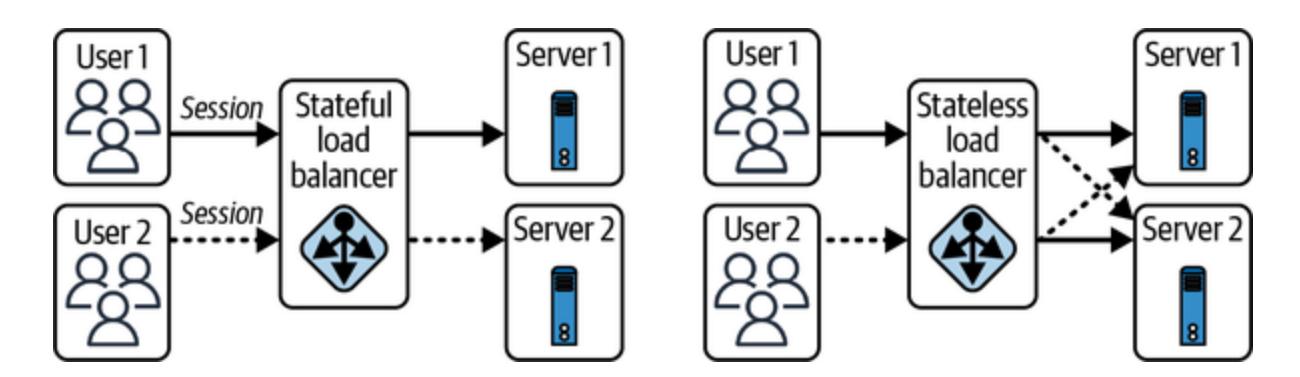 User 1
Session
Stateful
load
balancer
Server 1
User 2
Session
Server 2
User 1
Stateless
load
balancer
Server 1
User 2
Server 2